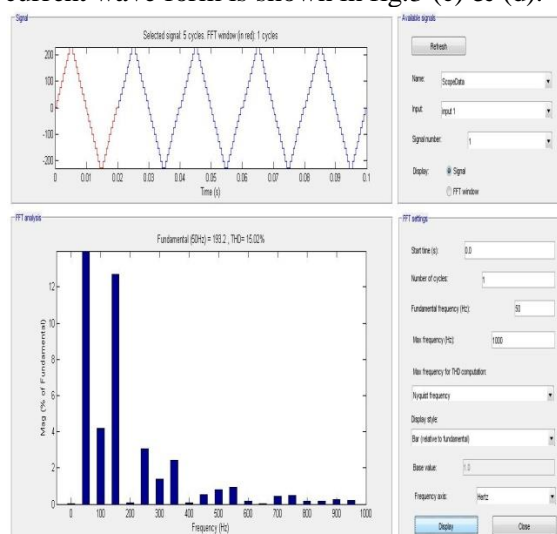 current wave form is shown in fig.5 (c) & (d).
Signal
Selected signal: 5 cycles. FFT window (in red): 1 cycles
200
100
0
-100
-200
0 0.01 0.02 0.03 0.04 0.05 0.06 0.07 0.08 0.09 0.1
Time (s)
Available signals
Refresh
Name: ScopeData
Input: input 1
Signal number: 1
Display: Signal
FFT window
FFT analysis
Fundamental (50Hz) = 193.2 , THD= 15.02%
Mag (% of Fundamental)
12
10
8
6
4
2
0
0 100 200 300 400 500 600 700 800 900 1000
Frequency (Hz)
FFT settings
Start time (s): 0.0
Number of cycles: 1
Fundamental frequency (Hz): 50
Max frequency (Hz): 1000
Max frequency for THD computation:
Nyquist frequency
Display style:
Bar (relative to fundamental)
Base value: 1.0
Frequency axis: Hertz
Display Close